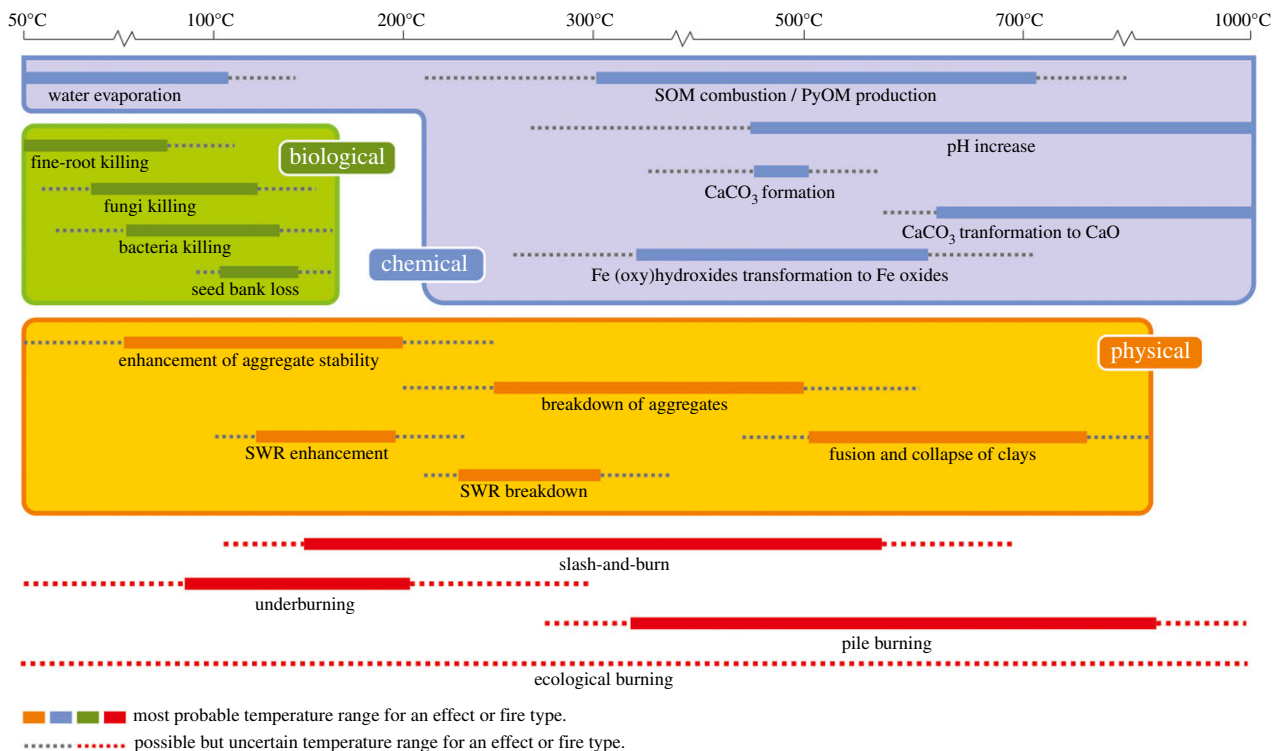 50°C 100°C 200°C 300°C 500°C 700°C 1000°C
water evaporation
SOM combustion / PyOM production
biological
fine-root killing
pH increase
fungi killing
CaCO3 formation
bacteria killing
CaCO3 tranformation to CaO
chemical
seed bank loss
Fe (oxy)hydroxides transformation to Fe oxides
physical
enhancement of aggregate stability
breakdown of aggregates
SWR enhancement
fusion and collapse of clays
SWR breakdown
slash-and-burn
underburning
pile burning
ecological burning
most probable temperature range for an effect or fire type.
possible but uncertain temperature range for an effect or fire type.